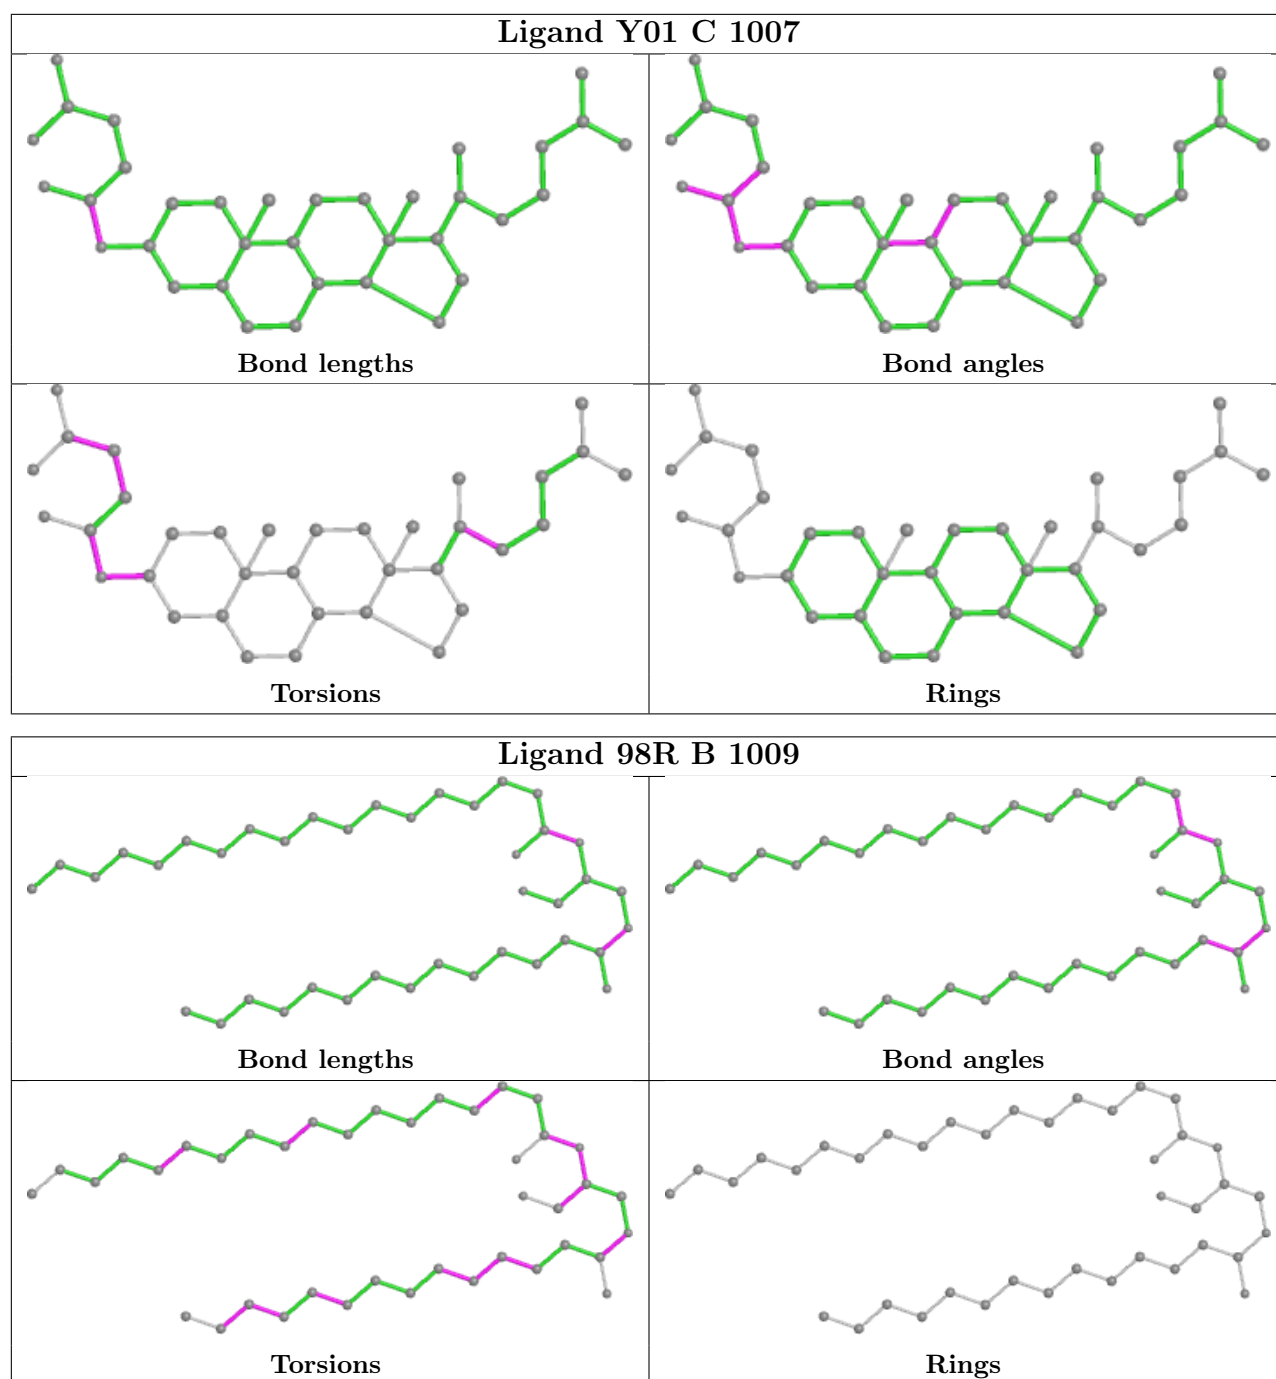 Ligand Y01 C 1007
Bond lengths
Bond angles
Torsions
Rings
Ligand 98R B 1009
Bond lengths
Bond angles
Torsions
Rings